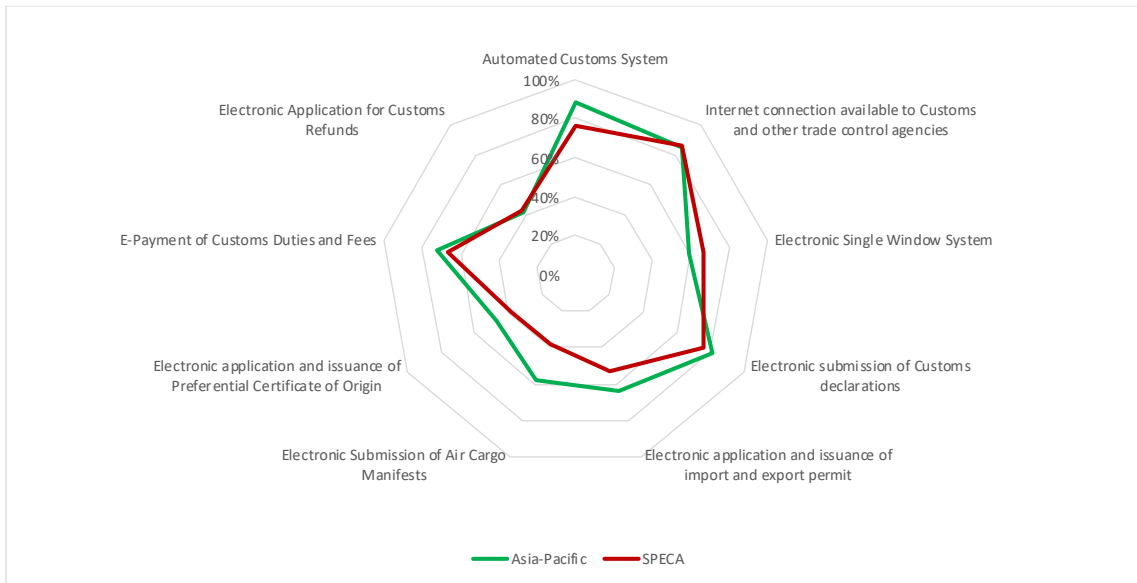 Automated Customs System
100%
80%
60%
40%
20%
0%
Internet connection available to Customs
and other trade control agencies
Electronic Single Window System
Electronic submission of Customs
declarations
Electronic application and issuance of
import and export permit
Electronic Submission of Air Cargo
Manifests
Electronic application and issuance of
Preferential Certificate of Origin
E-Payment of Customs Duties and Fees
Electronic Application for Customs
Refunds
Asia-Pacific
SPECA